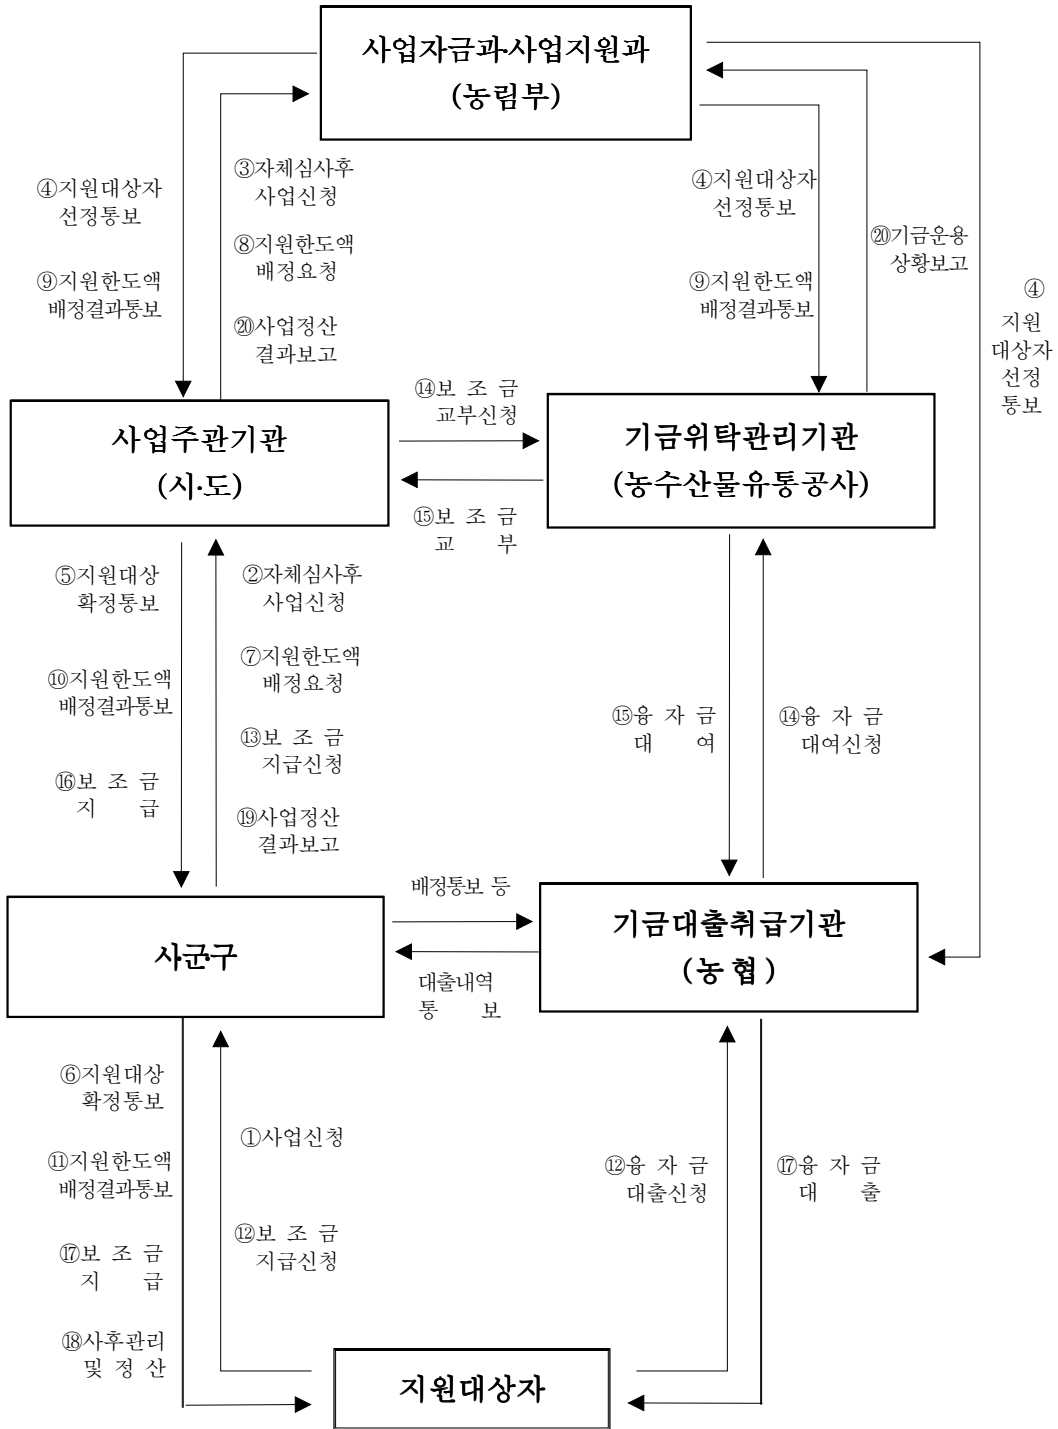 사업자금과·사업지원과
(농림부)
④지원대상자
선정통보
⑨지원한도액
배정결과통보
③자체심사후
사업신청
⑧지원한도액
배정요청
⑳사업정산
결과보고
④지원대상자
선정통보
⑨지원한도액
배정결과통보
⑳기금운용
상황보고
④
지원
대상자
선정
통보
사업주관기관
(시·도)
⑭보 조 금
교부신청
⑮보 조 금
교 부
기금위탁관리기관
(농수산물유통공사)
⑤지원대상
확정통보
⑩지원한도액
배정결과통보
⑯보 조 금
지 급
②자체심사후
사업신청
⑦지원한도액
배정요청
⑬보 조 금
지급신청
⑲사업정산
결과보고
⑮융 자 금
대 여
⑭융 자 금
대여신청
시·군·구
배정통보 등
대출내역
통 보
기금대출취급기관
(농 협)
⑥지원대상
확정통보
⑪지원한도액
배정결과통보
⑰보 조 금
지 급
⑱사후관리
및 정 산
①사업신청
⑫보 조 금
지급신청
⑫융 자 금
대출신청
⑰융 자 금
대 출
지원대상자